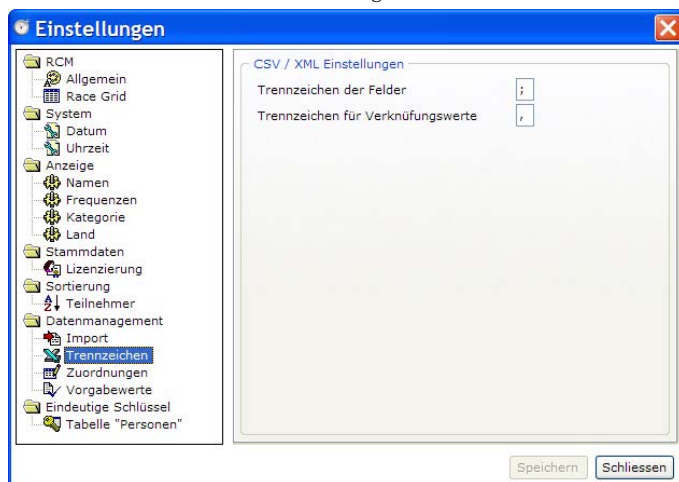 Einstellungen
RCM
Allgemein
Race Grid
System
Datum
Uhrzeit
Anzeige
Namen
Frequenzen
Kategorie
Land
Stammdaten
Lizenzierung
Sortierung
Teilnehmer
Datenmanagement
Import
Trennzeichen
Zuordnungen
Vorgabewerte
Eindeutige Schlüssel
Tabelle "Personen"
CSV / XML Einstellungen
Trennzeichen der Felder ;
Trennzeichen für Verknüfungswerte ,
Speichern Schliessen